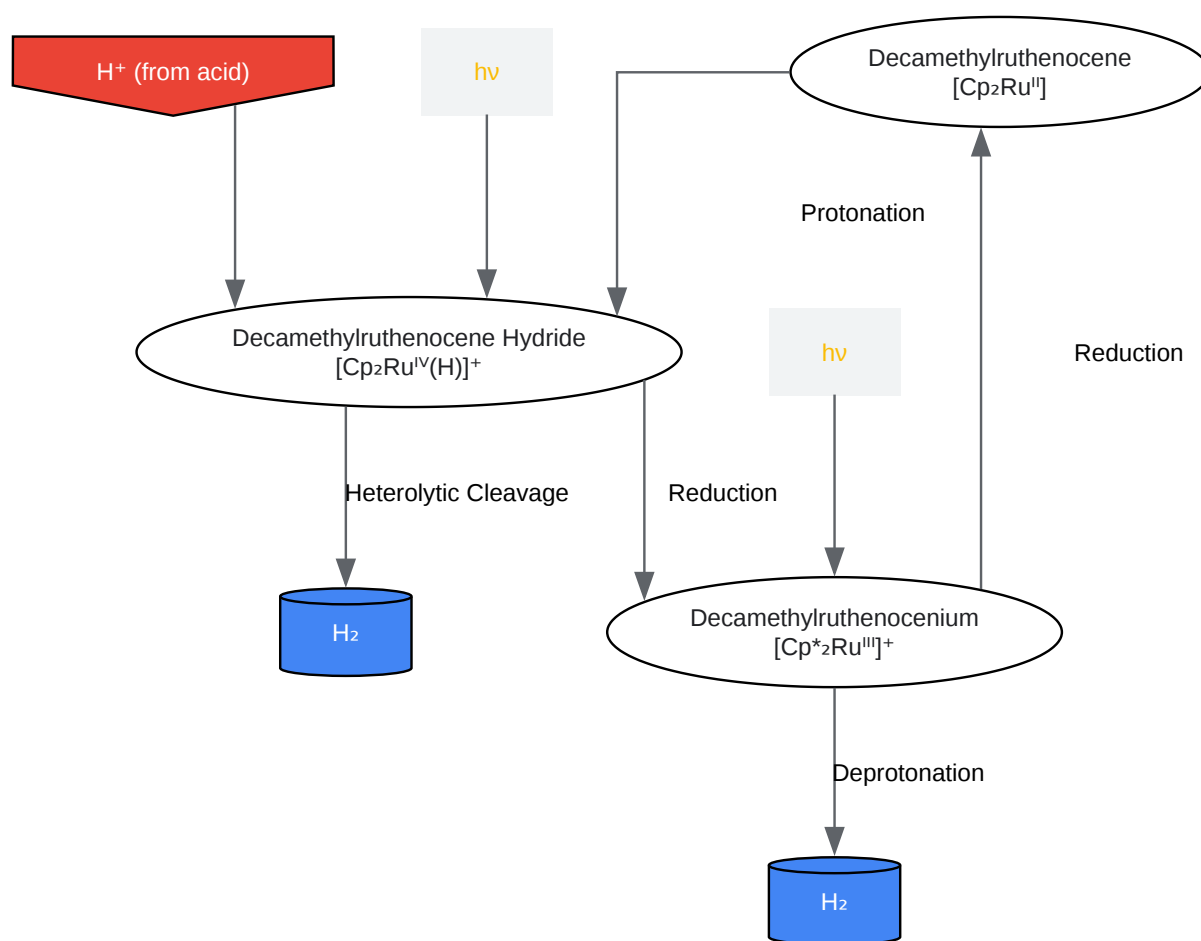 H⁺ (from acid)
hν
Decamethylruthenocene
[Cp₂Ruᴵᴵ]
Protonation
Decamethylruthenocene Hydride
[Cp₂Ruᴵⱽ(H)]⁺
hν
Reduction
Heterolytic Cleavage
Reduction
H₂
Decamethylruthenocenium
[Cp*₂Ruᴵᴵᴵ]⁺
Deprotonation
H₂